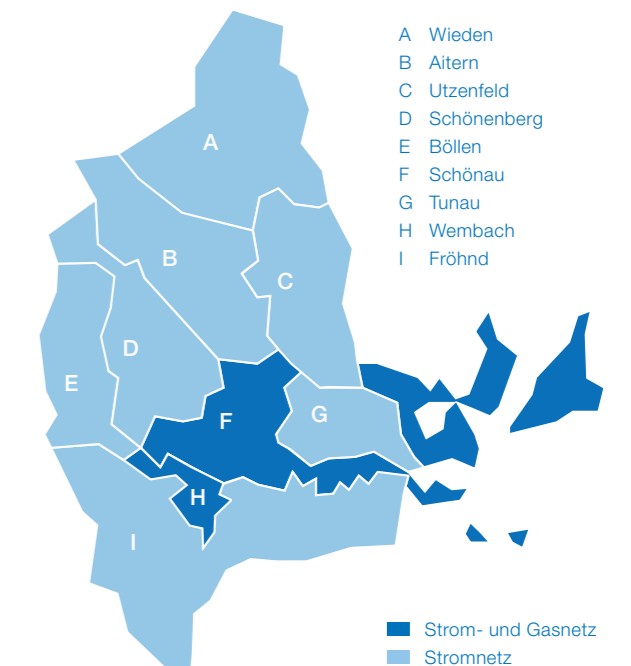 A Wieden
B Aitern
C Utzenfeld
D Schönenberg
E Böllen
F Schönau
G Tunau
H Wembach
I Fröhnd
A
B
C
D
E
F
G
H
I
Strom- und Gasnetz
Stromnetz